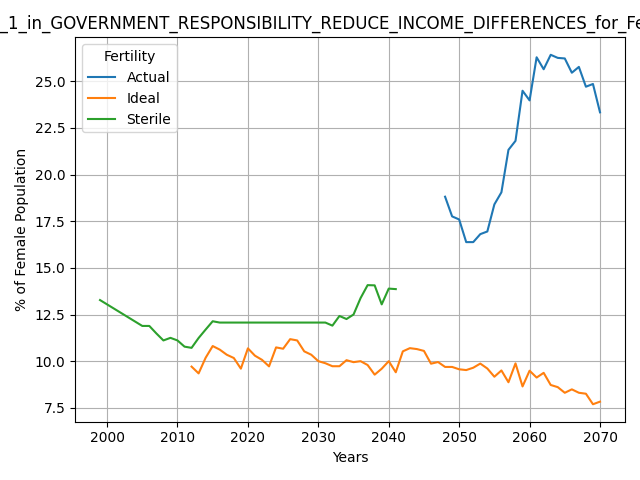 _1_in_GOVERNMENT_RESPONSIBILITY_REDUCE_INCOME_DIFFERENCES_for_Fe
Fertility
Actual
Ideal
Sterile
25.0
22.5
20.0
17.5
15.0
12.5
10.0
7.5
% of Female Population
2000 2010 2020 2030 2040 2050 2060 2070
Years